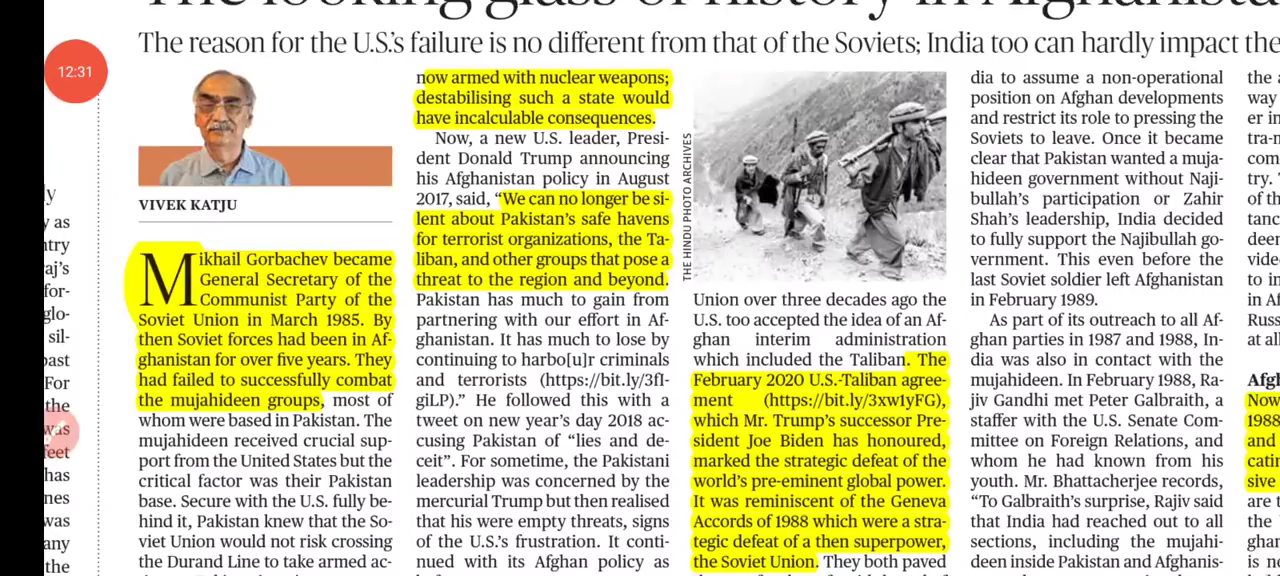 The looking glass of history in Afghanista
The reason for the U.S.'s failure is no different from that of the Soviets; India too can hardly impact the
12:31
VIVEK KATJU
Mikhail Gorbachev became
General Secretary of the
Communist Party of the
Soviet Union in March 1985. By
then Soviet forces had been in Af-
ghanistan for over five years. They
had failed to successfully combat
the mujahideen groups, most of
whom were based in Pakistan. The
mujahideen received crucial sup-
port from the United States but the
critical factor was their Pakistan
base. Secure with the U.S. fully be-
hind it, Pakistan knew that the So-
viet Union would not risk crossing
the Durand Line to take armed ac-
now armed with nuclear weapons;
destabilising such a state would
have incalculable consequences.
Now, a new U.S. leader, Presi-
dent Donald Trump announcing
his Afghanistan policy in August
2017, said, “We can no longer be si-
lent about Pakistan’s safe havens
for terrorist organizations, the Ta-
liban, and other groups that pose a
threat to the region and beyond.
Pakistan has much to gain from
partnering with our effort in Af-
ghanistan. It has much to lose by
continuing to harbo[u]r criminals
and terrorists (https://bit.ly/3fI-
giLP).” He followed this with a
tweet on new year’s day 2018 ac-
cusing Pakistan of “lies and de-
ceit”. For sometime, the Pakistani
leadership was concerned by the
mercurial Trump but then realised
that his were empty threats, signs
of the U.S.’s frustration. It conti-
nued with its Afghan policy as
THE HINDU PHOTO ARCHIVES
Union over three decades ago the
U.S. too accepted the idea of an Af-
ghan interim administration
which included the Taliban. The
February 2020 U.S.-Taliban agree-
ment (https://bit.ly/3xw1yFG),
which Mr. Trump’s successor Pre-
sident Joe Biden has honoured,
marked the strategic defeat of the
world’s pre-eminent global power.
It was reminiscent of the Geneva
Accords of 1988 which were a stra-
tegic defeat of a then superpower,
the Soviet Union. They both paved
dia to assume a non-operational
position on Afghan developments
and restrict its role to pressing the
Soviets to leave. Once it became
clear that Pakistan wanted a muja-
hideen government without Naji-
bullah’s participation or Zahir
Shah’s leadership, India decided
to fully support the Najibullah go-
vernment. This even before the
last Soviet soldier left Afghanistan
in February 1989.
As part of its outreach to all Af-
ghan parties in 1987 and 1988, In-
dia was also in contact with the
mujahideen. In February 1988, Ra-
jiv Gandhi met Peter Galbraith, a
staffer with the U.S. Senate Com-
mittee on Foreign Relations, and
whom he had known from his
youth. Mr. Bhattacherjee records,
“To Galbraith’s surprise, Rajiv said
that India had reached out to all
sections, including the mujahi-
deen inside Pakistan and Afghanis-